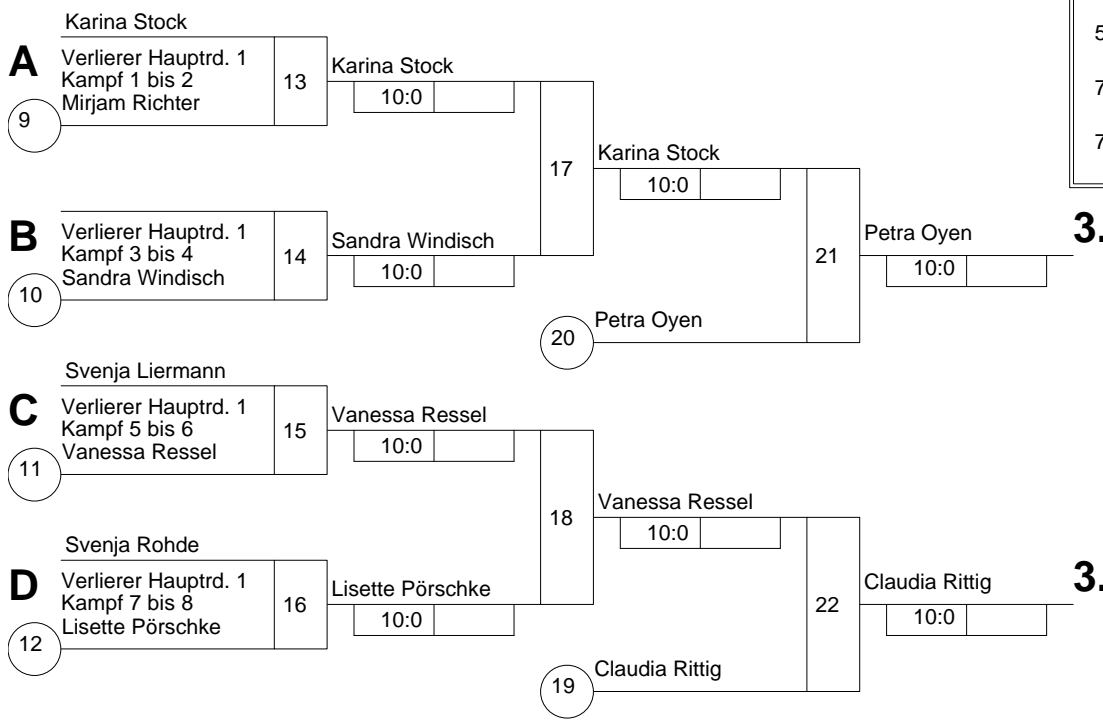 Karina Stock
A
Verlierer Hauptrd. 1
Kampf 1 bis 2
Mirjam Richter
9
13
Karina Stock
10:0
17
Karina Stock
10:0
B
Verlierer Hauptrd. 1
Kampf 3 bis 4
Sandra Windisch
10
14
Sandra Windisch
10:0
21
Petra Oyen
10:0
3.
20
Petra Oyen
Svenja Liermann
C
Verlierer Hauptrd. 1
Kampf 5 bis 6
Vanessa Ressel
11
15
Vanessa Ressel
10:0
18
Vanessa Ressel
10:0
Svenja Rohde
D
Verlierer Hauptrd. 1
Kampf 7 bis 8
Lisette Pörschke
12
16
Lisette Pörschke
10:0
22
Claudia Rittig
10:0
3.
19
Claudia Rittig
5
7
7